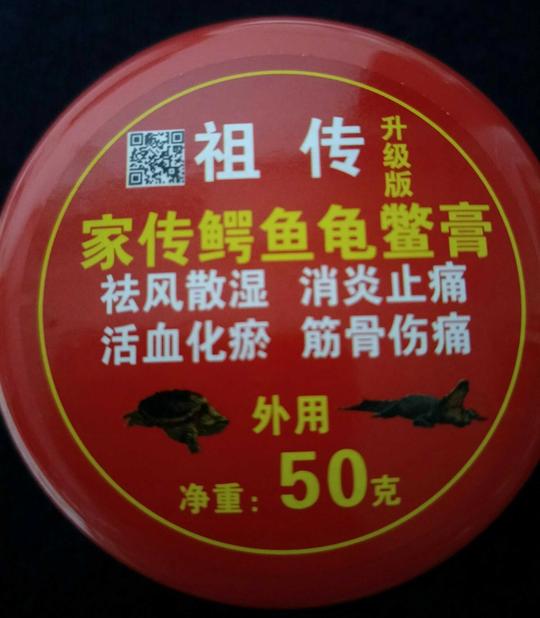 祖传
升级版
家传鳄鱼龟鳖膏
祛风散湿 消炎止痛
活血化瘀 筋骨伤痛
外用
净重：50克